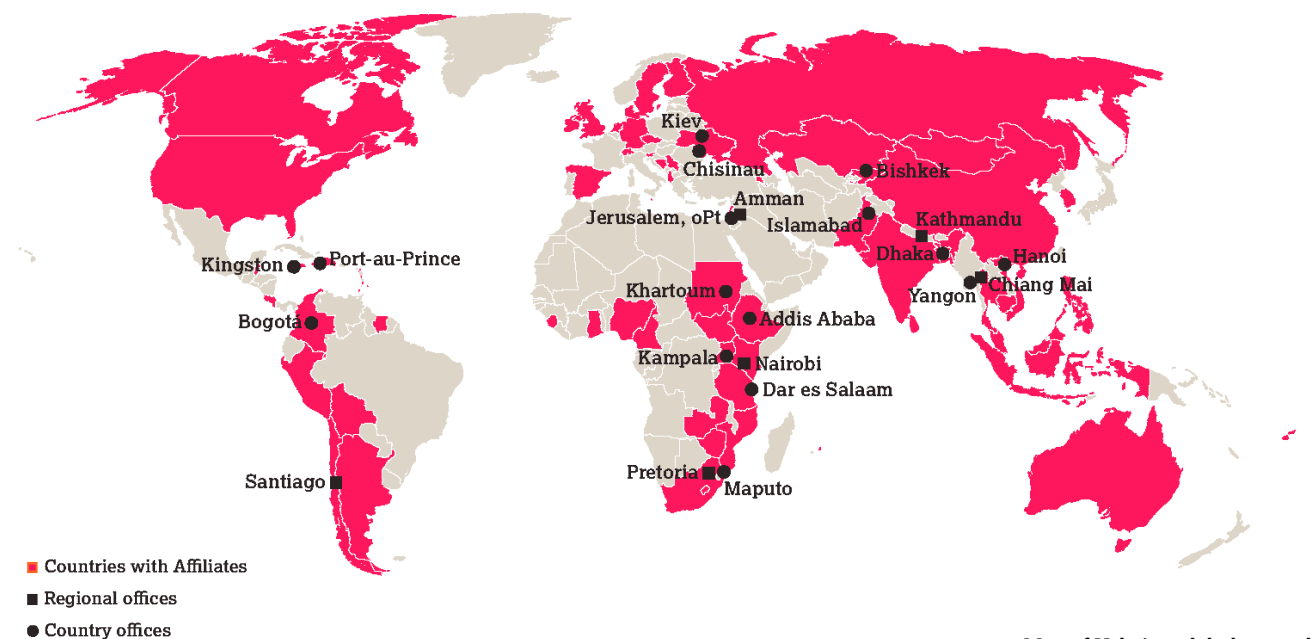 Kiev
Chisinau
Bishkek
Amman
Jerusalem, oPt
Islamabad
Kathmandu
Dhaka
Hanoi
Chiang Mai
Yangon
Kingston
Port-au-Prince
Bogotá
Khartoum
Addis Ababa
Kampala
Nairobi
Dar es Salaam
Pretoria
Maputo
Santiago
Countries with Affiliates
Regional offices
Country offices